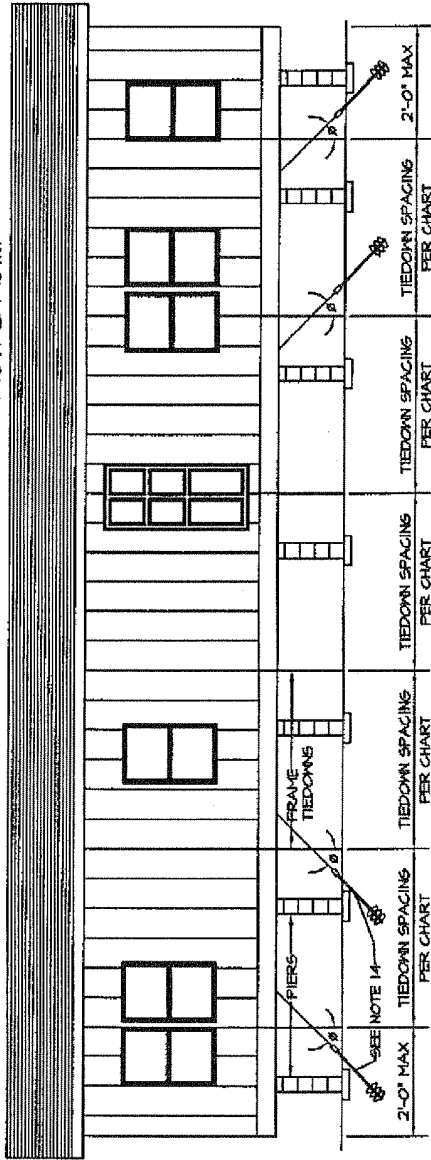 FRAME
TIEDOWNS
PIERS
ø
ø
ø
ø
SEE NOTE 14
2'-0" MAX
TIEDOWN SPACING
PER CHART
TIEDOWN SPACING
PER CHART
TIEDOWN SPACING
PER CHART
TIEDOWN SPACING
PER CHART
TIEDOWN SPACING
PER CHART
2'-0" MAX